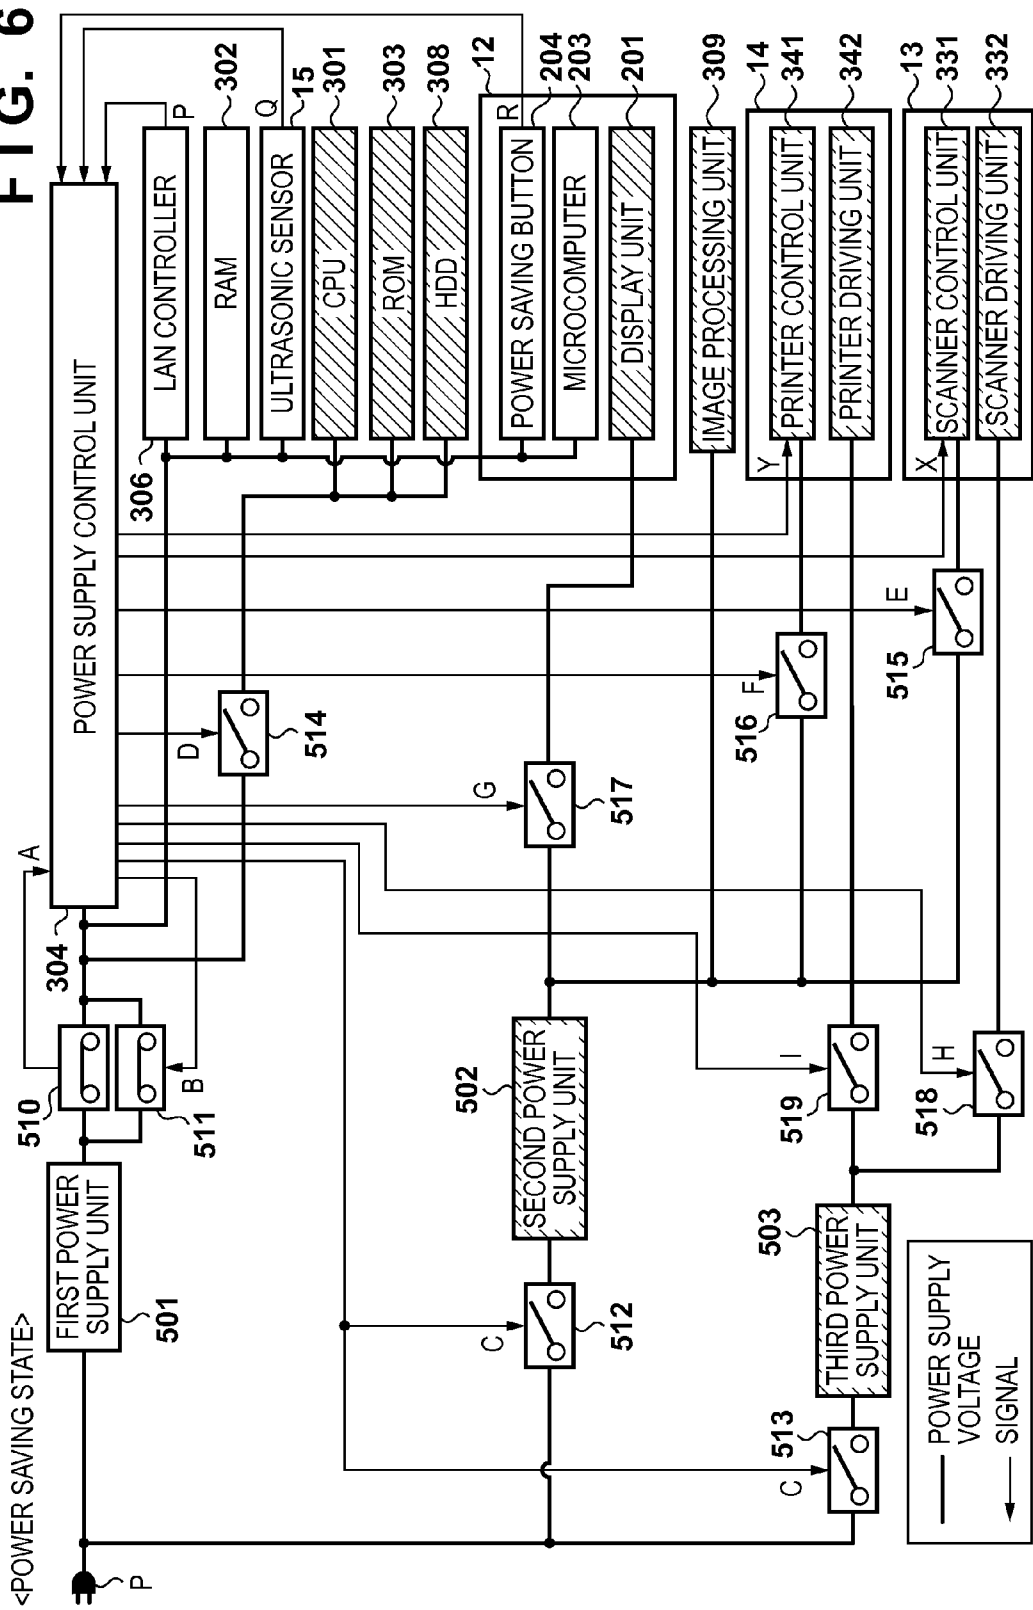 FIG. 6
<POWER SAVING STATE>
P
FIRST POWER
SUPPLY UNIT
501
510
511
A
B
304
POWER SUPPLY CONTROL UNIT
306
LAN CONTROLLER
P
RAM
302
ULTRASONIC SENSOR
Q
15
CPU
301
ROM
303
HDD
308
12
POWER SAVING BUTTON
R
204
MICROCOMPUTER
203
DISPLAY UNIT
201
IMAGE PROCESSING UNIT
309
14
Y
PRINTER CONTROL UNIT
341
PRINTER DRIVING UNIT
342
13
X
SCANNER CONTROL UNIT
331
SCANNER DRIVING UNIT
332
D
514
G
517
F
516
E
515
C
512
SECOND POWER
SUPPLY UNIT
502
I
519
H
518
C
513
THIRD POWER
SUPPLY UNIT
503
POWER SUPPLY
VOLTAGE
SIGNAL